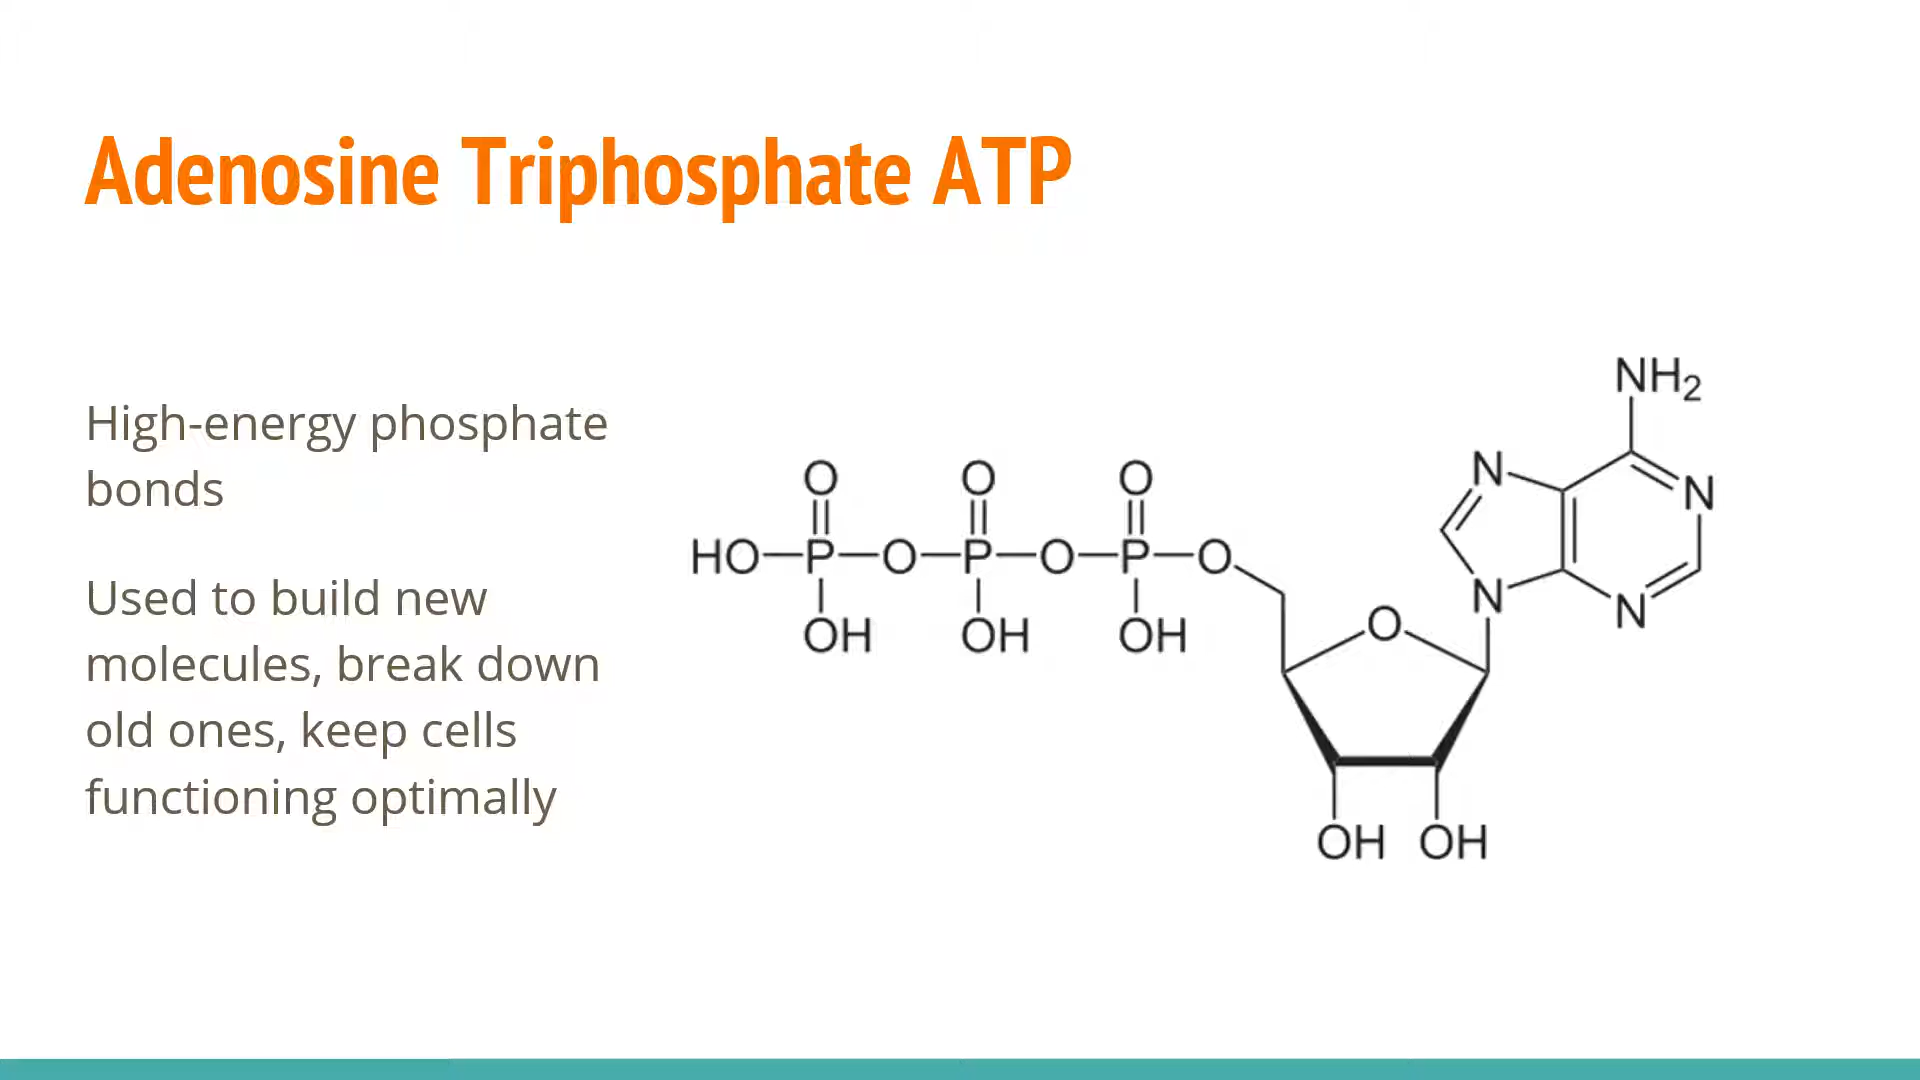 Adenosine Triphosphate ATP
High-energy phosphate
bonds
Used to build new
molecules, break down
old ones, keep cells
functioning optimally
NH2
N
N
O
O
O
HO
P
O
P
O
P
O
N
N
O
OH
OH
OH
OH
OH